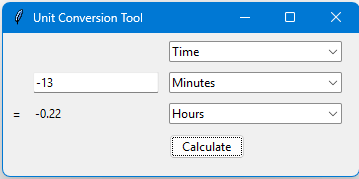 Unit Conversion Tool
Time
-13 Minutes
= -0.22 Hours
Calculate